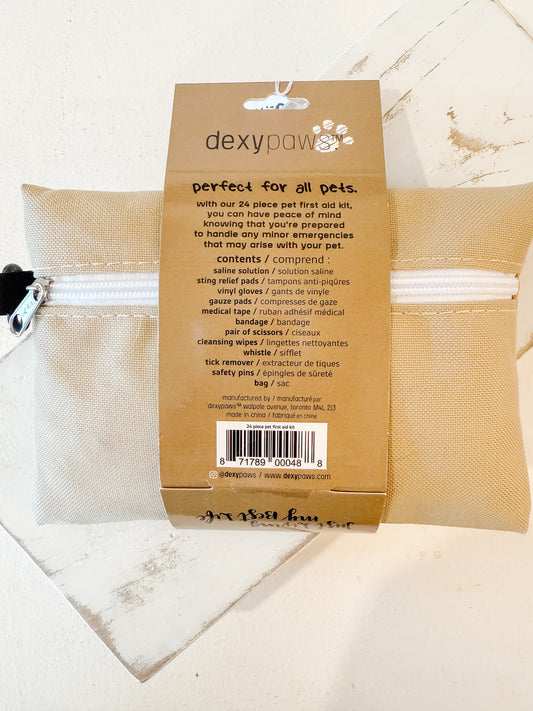 dexypaws™
perfect for all pets.
with our 24 piece pet first aid kit,
you can have peace of mind
knowing that you're prepared
to handle any minor emergencies
that may arise with your pet.
contents / comprend :
saline solution / solution saline
sting relief pads / tampons anti-piqûres
vinyl gloves / gants de vinyle
gauze pads / compresses de gaze
medical tape / ruban adhésif médical
bandage / bandage
pair of scissors / ciseaux
cleansing wipes / lingettes nettoyantes
whistle / sifflet
tick remover / extracteur de tiques
safety pins / épingles de sûreté
bag / sac
manufactured by / manufacturé par
dexypaws™ walpole avenue, toronto M4L 2J3
made in china / fabriqué en chine
24 piece pet first aid kit
8 71789 00048 8
@dexypaws / www.dexypaws.com
just living
my best life